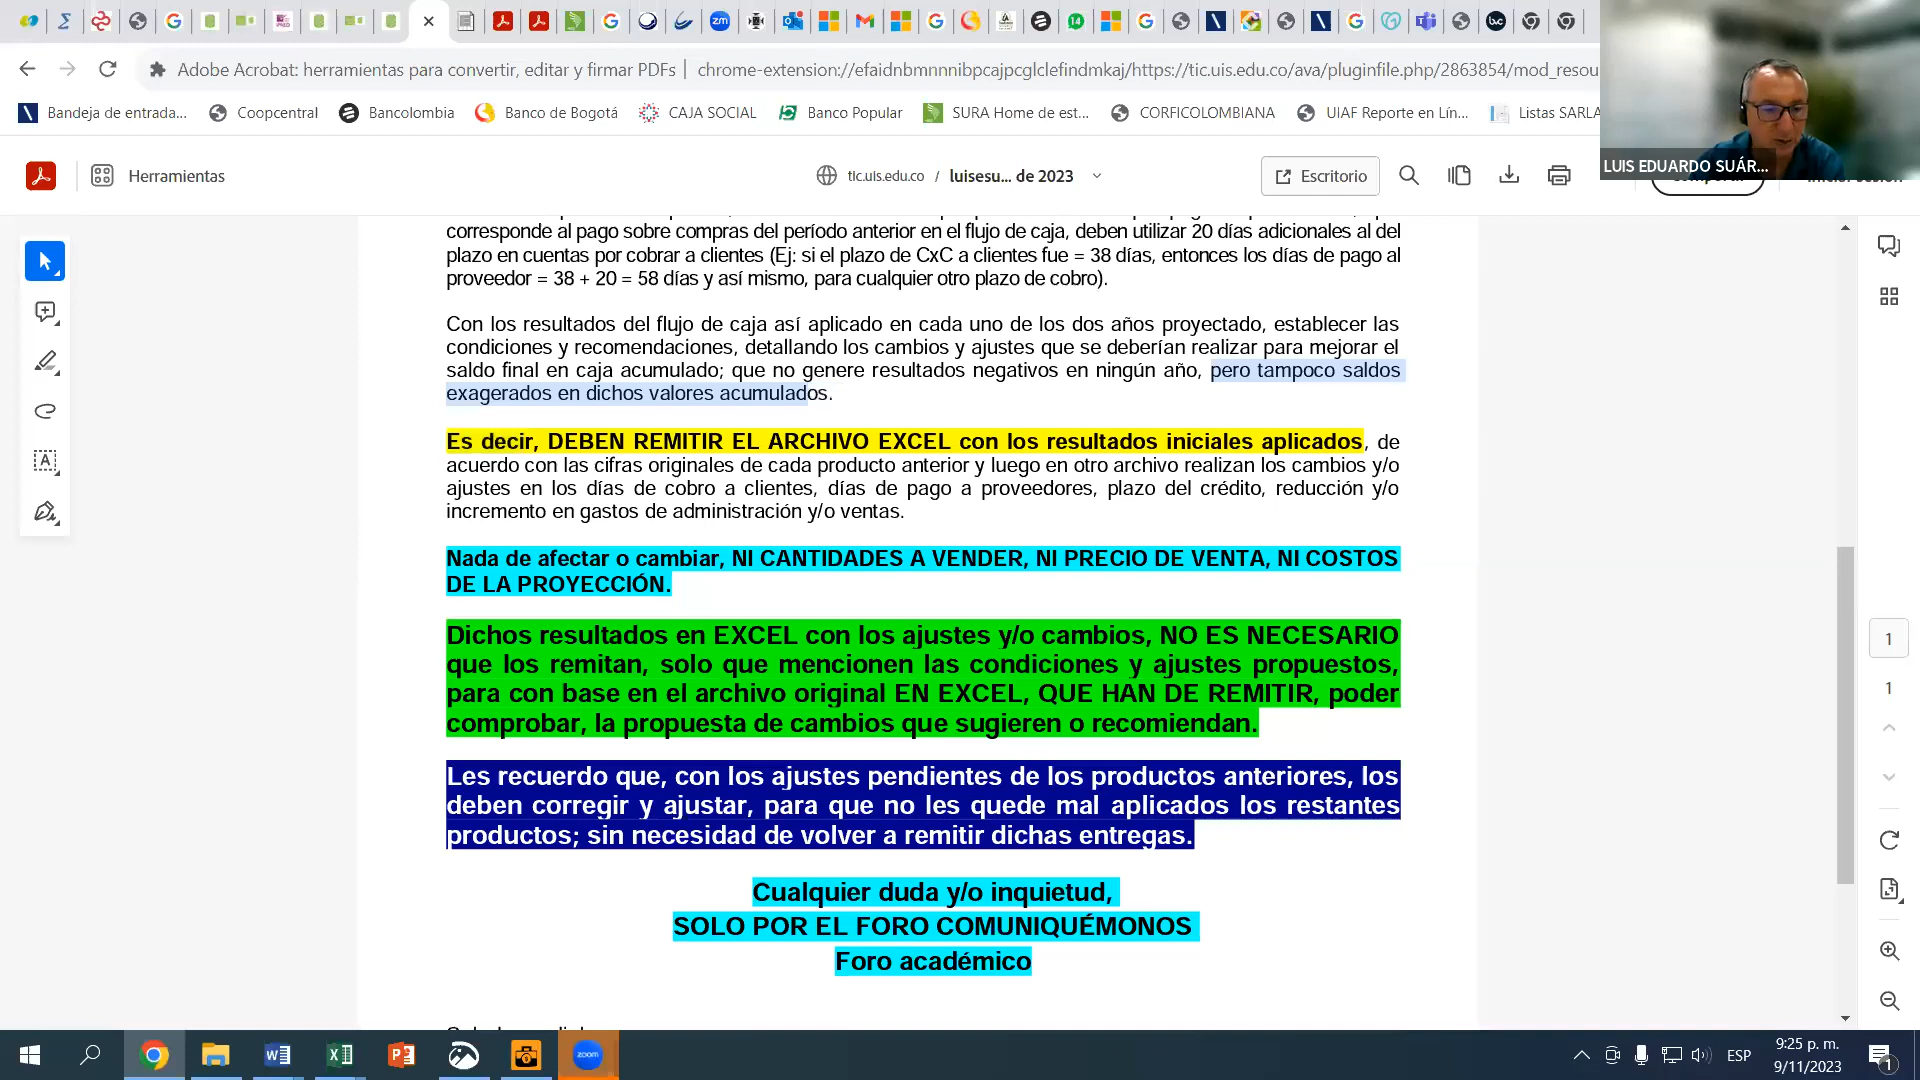 Adobe Acrobat: herramientas para convertir, editar y firmar PDFs | chrome-extension://efaidnbmnnnibpcajpcglclefindmkaj/https://tic.uis.edu.co/ava/pluginfile.php/2863854/mod_resou
Bandeja de entrada... Coopcentral Bancolombia Banco de Bogotá CAJA SOCIAL Banco Popular SURA Home de est... CORFICOLOMBIANA UIAF Reporte en Lín... Listas SARLA
LUIS EDUARDO SUÁR...
Herramientas
tic.uis.edu.co / luisesu... de 2023
Escritorio
corresponde al pago sobre compras del período anterior en el flujo de caja, deben utilizar 20 días adicionales al del
plazo en cuentas por cobrar a clientes (Ej: si el plazo de CxC a clientes fue = 38 días, entonces los días de pago al
proveedor = 38 + 20 = 58 días y así mismo, para cualquier otro plazo de cobro).
Con los resultados del flujo de caja así aplicado en cada uno de los dos años proyectado, establecer las
condiciones y recomendaciones, detallando los cambios y ajustes que se deberían realizar para mejorar el
saldo final en caja acumulado; que no genere resultados negativos en ningún año, pero tampoco saldos
exagerados en dichos valores acumulados.
Es decir, DEBEN REMITIR EL ARCHIVO EXCEL con los resultados iniciales aplicados, de
acuerdo con las cifras originales de cada producto anterior y luego en otro archivo realizan los cambios y/o
ajustes en los días de cobro a clientes, días de pago a proveedores, plazo del crédito, reducción y/o
incremento en gastos de administración y/o ventas.
Nada de afectar o cambiar, NI CANTIDADES A VENDER, NI PRECIO DE VENTA, NI COSTOS
DE LA PROYECCIÓN.
Dichos resultados en EXCEL con los ajustes y/o cambios, NO ES NECESARIO
que los remitan, solo que mencionen las condiciones y ajustes propuestos,
para con base en el archivo original EN EXCEL, QUE HAN DE REMITIR, poder
comprobar, la propuesta de cambios que sugieren o recomiendan.
Les recuerdo que, con los ajustes pendientes de los productos anteriores, los
deben corregir y ajustar, para que no les quede mal aplicados los restantes
productos; sin necesidad de volver a remitir dichas entregas.
Cualquier duda y/o inquietud,
SOLO POR EL FORO COMUNIQUÉMONOS
Foro académico
1
1
zoom
ESP
9:25 p. m.
9/11/2023
1